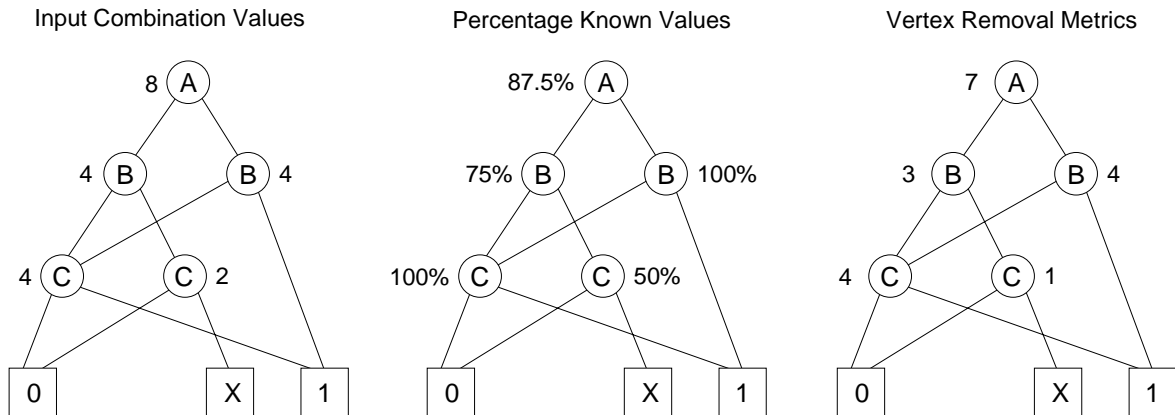 Input Combination Values Percentage Known Values Vertex Removal Metrics
8 A 87.5% A 7 A
4 B B 4 75% B B 100% 3 B B 4
4 C C 2 100% C C 50% 4 C C 1
0 X 1 0 X 1 0 X 1